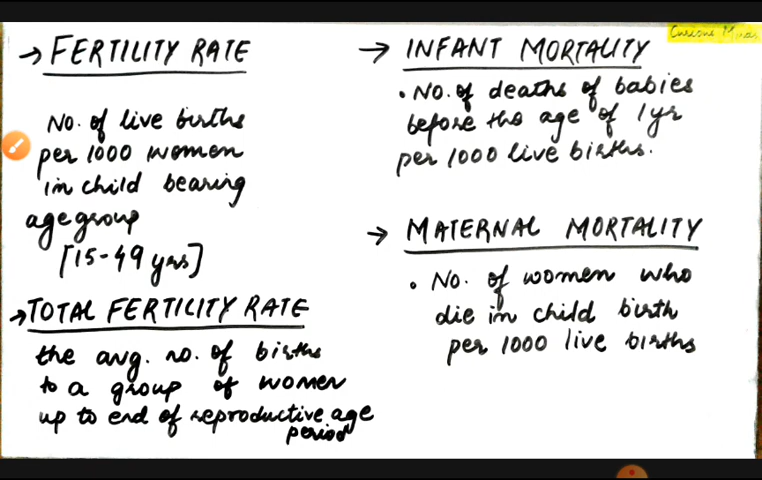 → FERTILITY RATE
No. of live births
per 1000 women
in child bearing
age group
[15-49 yrs]
→ TOTAL FERTILITY RATE
the avg. no. of births
to a group of women
up to end of reproductive age
period
→ INFANT MORTALITY
• No. of deaths of babies
before the age of 1yr
per 1000 live births.
→ MATERNAL MORTALITY
• No. of women who
die in child birth
per 1000 live births